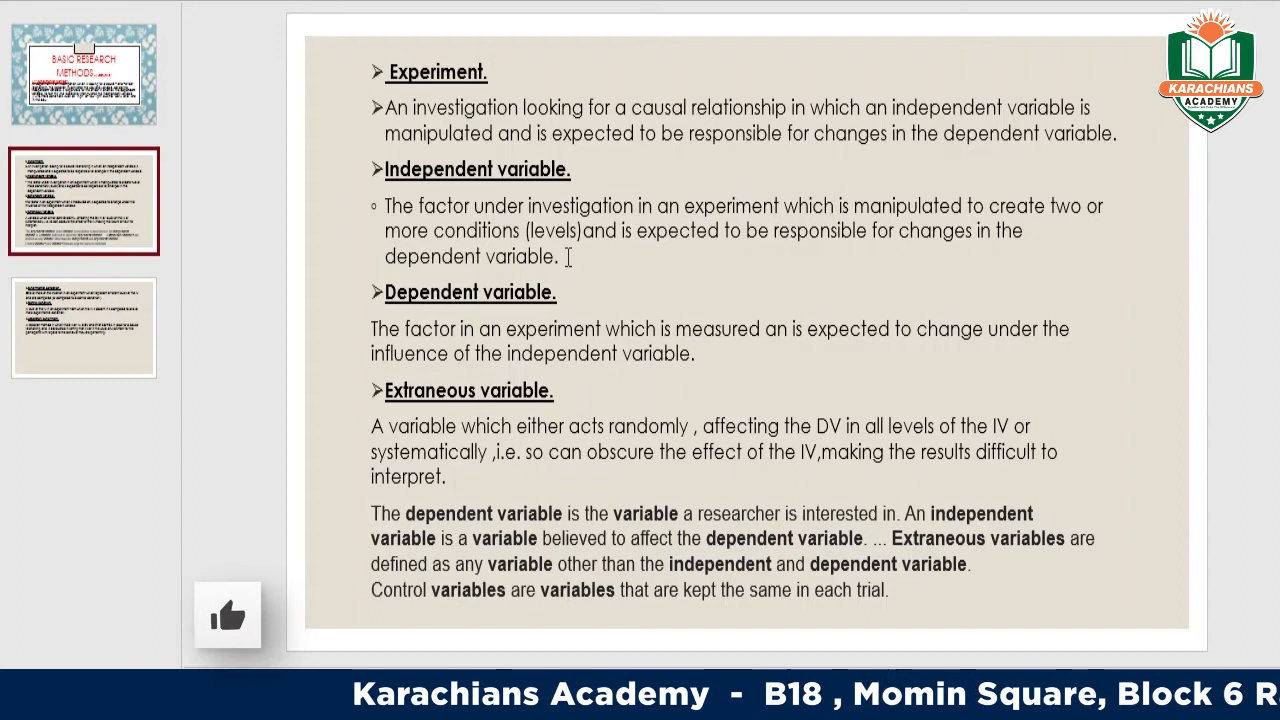 BASIC RESEARCH
METHODS
Experiment.
An investigation looking for a causal relationship in which an independent variable is
manipulated and is expected to be responsible for changes in the dependent variable.
Independent variable.
The factor under investigation in an experiment which is manipulated to create two or
more conditions (levels)and is expected to be responsible for changes in the
dependent variable.
Dependent variable.
The factor in an experiment which is measured an is expected to change under the
influence of the independent variable.
Extraneous variable.
A variable which either acts randomly , affecting the DV in all levels of the IV or
systematically ,i.e. so can obscure the effect of the IV,making the results difficult to
interpret.
The dependent variable is the variable a researcher is interested in. An independent
variable is a variable believed to affect the dependent variable. ... Extraneous variables are
defined as any variable other than the independent and dependent variable.
Control variables are variables that are kept the same in each trial.
KARACHIANS
ACADEMY
Karachians Academy - B18 , Momin Square, Block 6 R